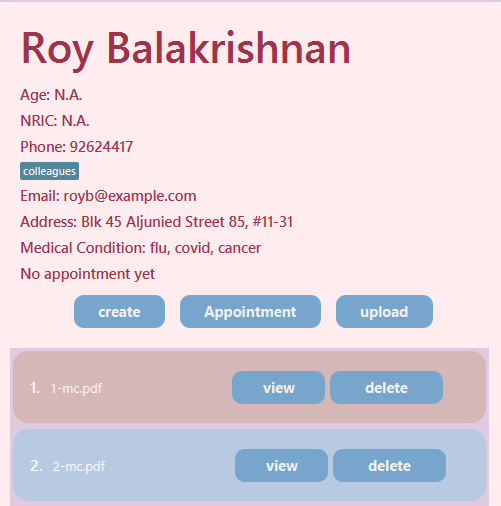 Roy Balakrishnan
Age: N.A.
NRIC: N.A.
Phone: 92624417
colleagues
Email: royb@example.com
Address: Blk 45 Aljunied Street 85, #11-31
Medical Condition: flu, covid, cancer
No appointment yet
create Appointment upload
1. 1-mc.pdf view delete
2. 2-mc.pdf view delete